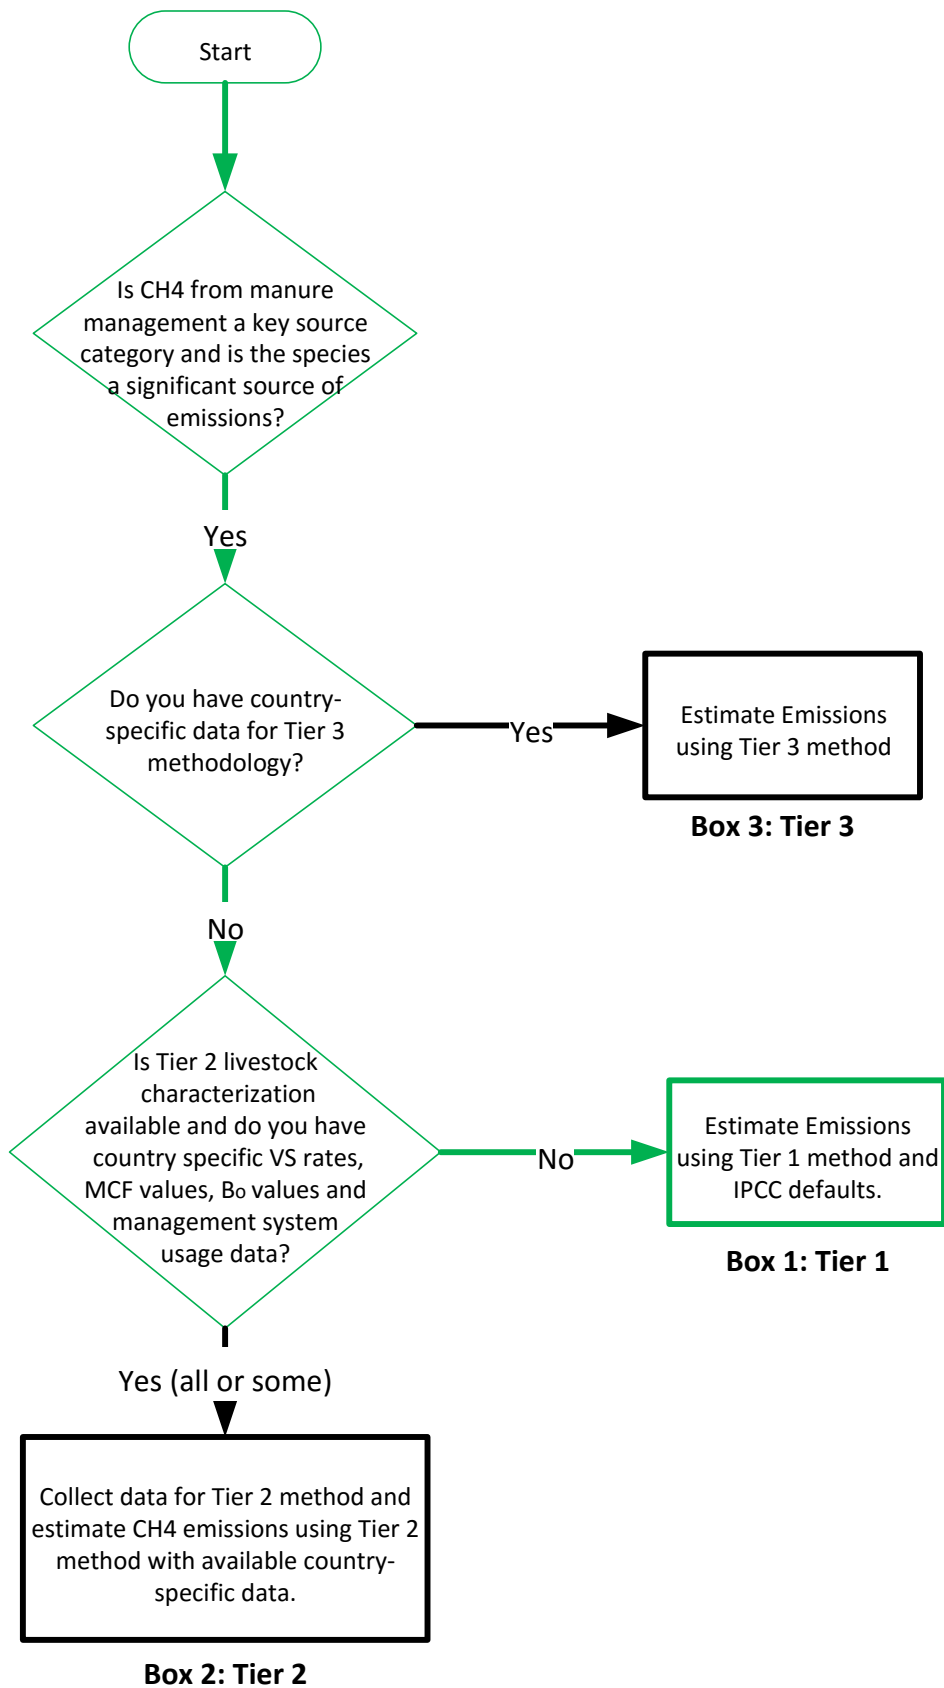 Start
Is CH4 from manure
management a key source
category and is the species
a significant source of
emissions?
Yes
Do you have country-
specific data for Tier 3
methodology?
Yes
Estimate Emissions
using Tier 3 method
Box 3: Tier 3
No
Is Tier 2 livestock
characterization
available and do you have
country specific VS rates,
MCF values, B₀ values and
management system
usage data?
No
Estimate Emissions
using Tier 1 method and
IPCC defaults.
Box 1: Tier 1
Yes (all or some)
Collect data for Tier 2 method and
estimate CH4 emissions using Tier 2
method with available country-
specific data.
Box 2: Tier 2